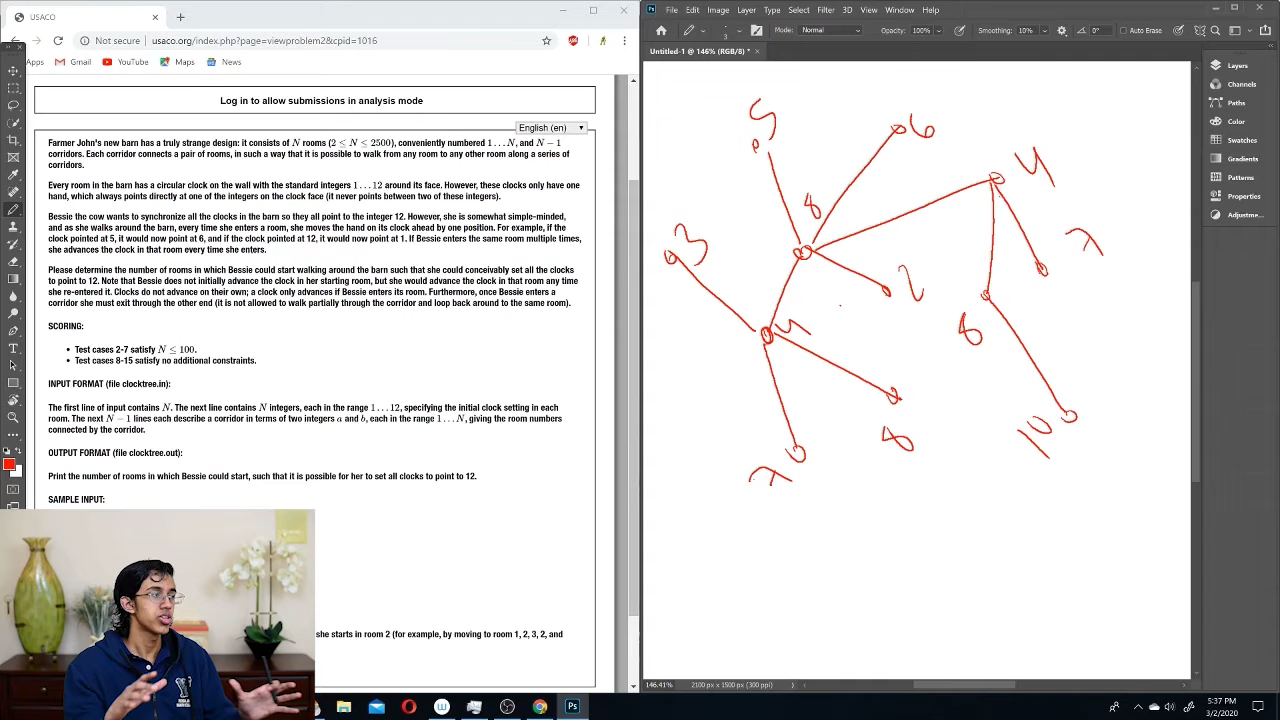 USACO
Not secure | usaco.org/index.php?page=viewproblem2&cpid=1016
Apps Gmail YouTube Maps News
Log in to allow submissions in analysis mode
English (en)
Farmer John's new barn has a truly strange design: it consists of N rooms (2 ≤ N ≤ 2500), conveniently numbered 1…N, and N − 1
corridors. Each corridor connects a pair of rooms, in such a way that it is possible to walk from any room to any other room along a series of
corridors.
Every room in the barn has a circular clock on the wall with the standard integers 1…12 around its face. However, these clocks only have one
hand, which always points directly at one of the integers on the clock face (it never points between two of these integers).
Bessie the cow wants to synchronize all the clocks in the barn so they all point to the integer 12. However, she is somewhat simple-minded,
and as she walks around the barn, every time she enters a room, she moves the hand on its clock ahead by one position. For example, if the
clock pointed at 5, it would now point at 6, and if the clock pointed at 12, it would now point at 1. If Bessie enters the same room multiple times,
she advances the clock in that room every time she enters.
Please determine the number of rooms in which Bessie could start walking around the barn such that she could conceivably set all the clocks
to point to 12. Note that Bessie does not initially advance the clock in her starting room, but she would advance the clock in that room any time
she re-entered it. Clocks do not advance on their own; a clock only advances if Bessie enters its room. Furthermore, once Bessie enters a
corridor she must exit through the other end (it is not allowed to walk partially through the corridor and loop back around to the same room).
SCORING:
Test cases 2-7 satisfy N ≤ 100.
Test cases 8-15 satisfy no additional constraints.
INPUT FORMAT (file clocktree.in):
The first line of input contains N. The next line contains N integers, each in the range 1…12, specifying the initial clock setting in each
room. The next N − 1 lines each describe a corridor in terms of two integers a and b, each in the range 1…N, giving the room numbers
connected by the corridor.
OUTPUT FORMAT (file clocktree.out):
Print the number of rooms in which Bessie could start, such that it is possible for her to set all clocks to point to 12.
SAMPLE INPUT:
she starts in room 2 (for example, by moving to room 1, 2, 3, 2, and
Ps File Edit Image Layer Type Select Filter 3D View Window Help
3 Mode: Normal Opacity: 100% Smoothing: 10% 0° Auto Erase
Untitled-1 @ 146% (RGB/8) *
5
6
4
8
3
7
2
4
8
8
10
7
Layers
Channels
Paths
Color
Swatches
Gradients
Patterns
Properties
Adjustme...
146.41% 2100 px x 1500 px (300 ppi)
5:37 PM
3/2/2020